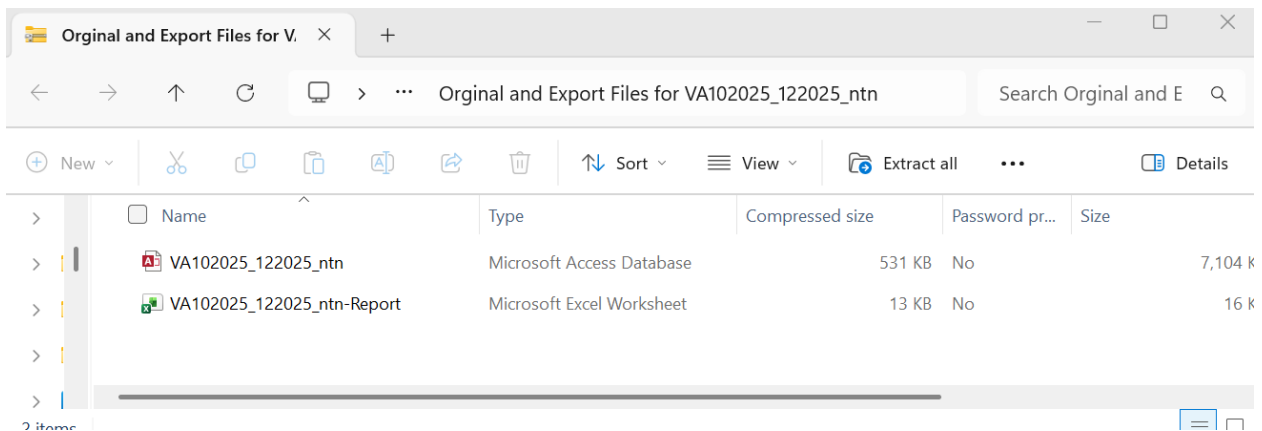 Orginal and Export Files for V
Orginal and Export Files for VA102025_122025_ntn Search Orginal and E
New Sort View Extract all Details
Name Type Compressed size Password pr... Size
VA102025_122025_ntn Microsoft Access Database 531 KB No 7,104 K
VA102025_122025_ntn-Report Microsoft Excel Worksheet 13 KB No 16 K
2 items